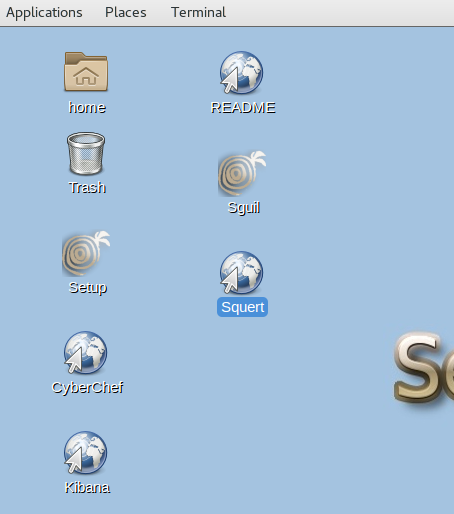 Applications Places Terminal
home
README
Trash
Sguil
Setup
Squert
CyberChef
Kibana